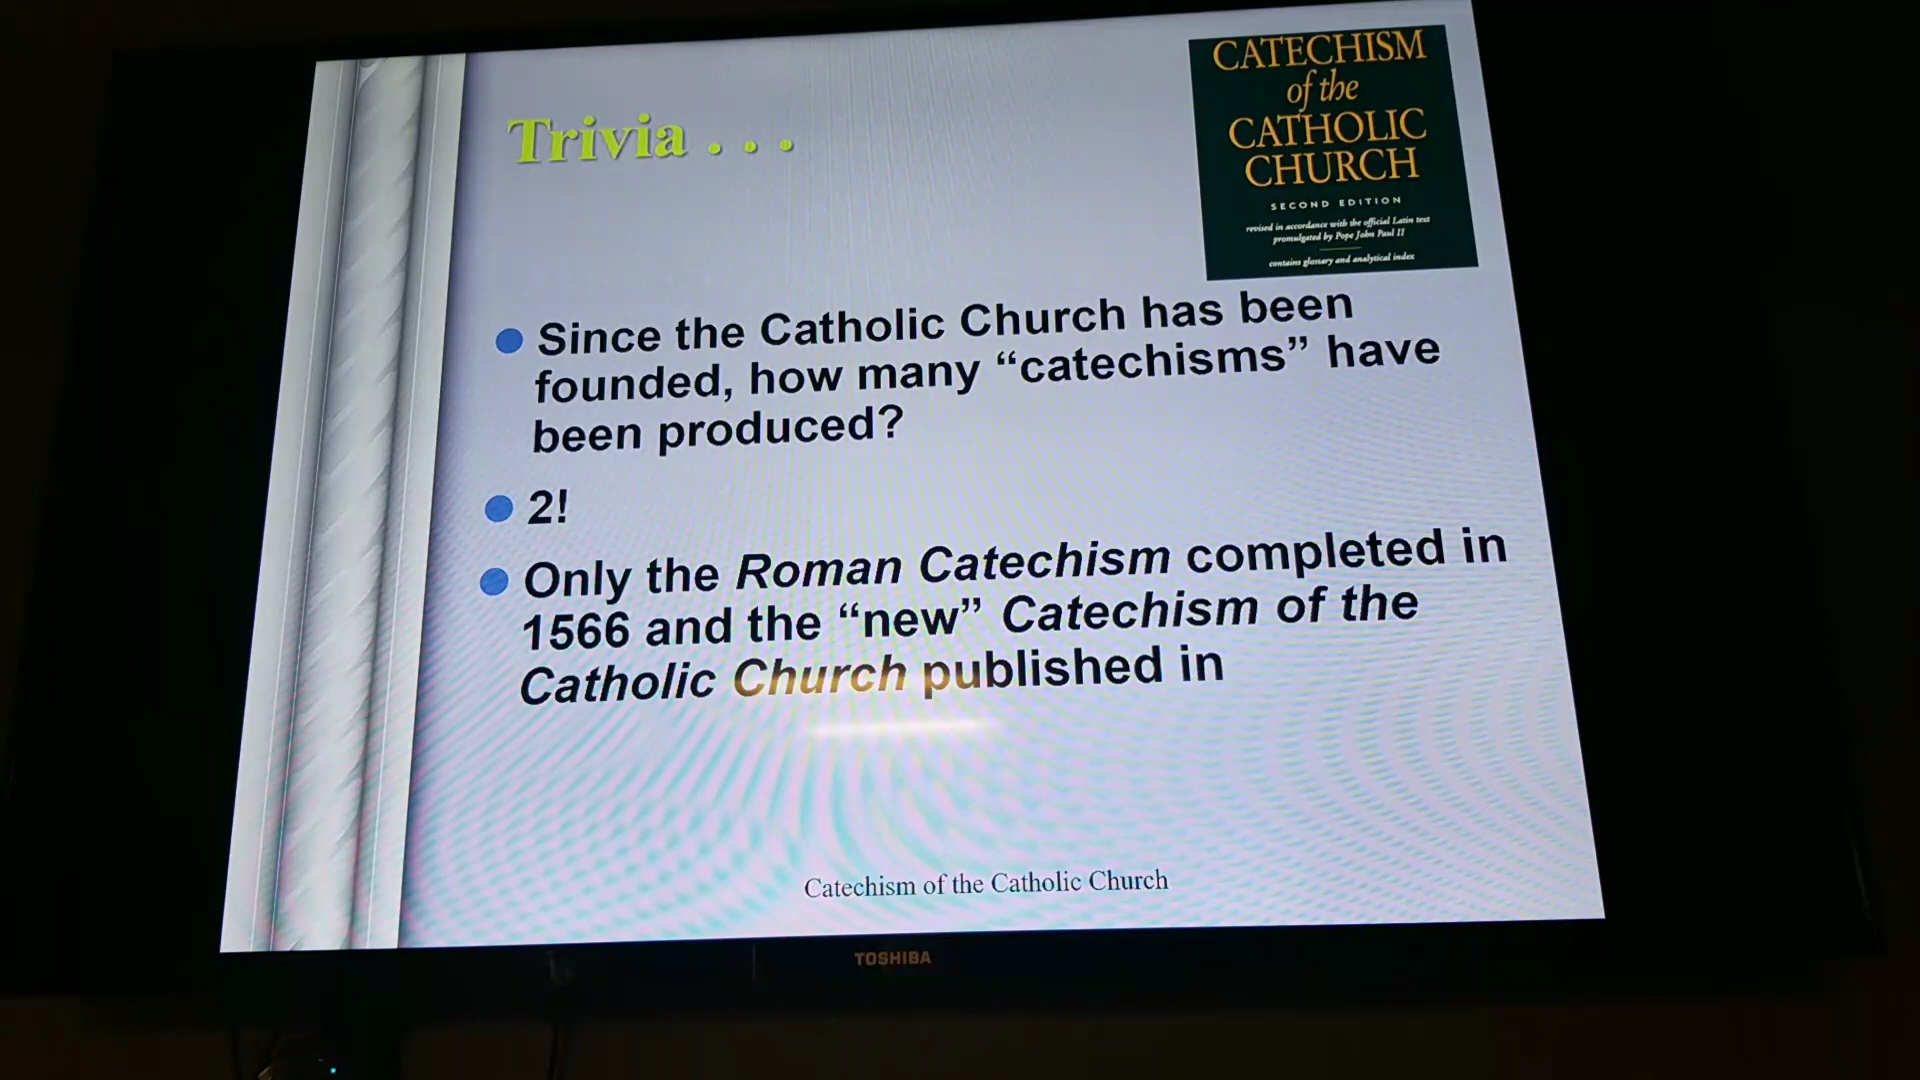 CATECHISM
of the
CATHOLIC
CHURCH
SECOND EDITION
revised in accordance with the official Latin text
promulgated by Pope John Paul II
contains glossary and analytical index
Trivia . . .
Since the Catholic Church has been
founded, how many “catechisms” have
been produced?
2!
Only the Roman Catechism completed in
1566 and the “new” Catechism of the
Catholic Church published in
Catechism of the Catholic Church
TOSHIBA